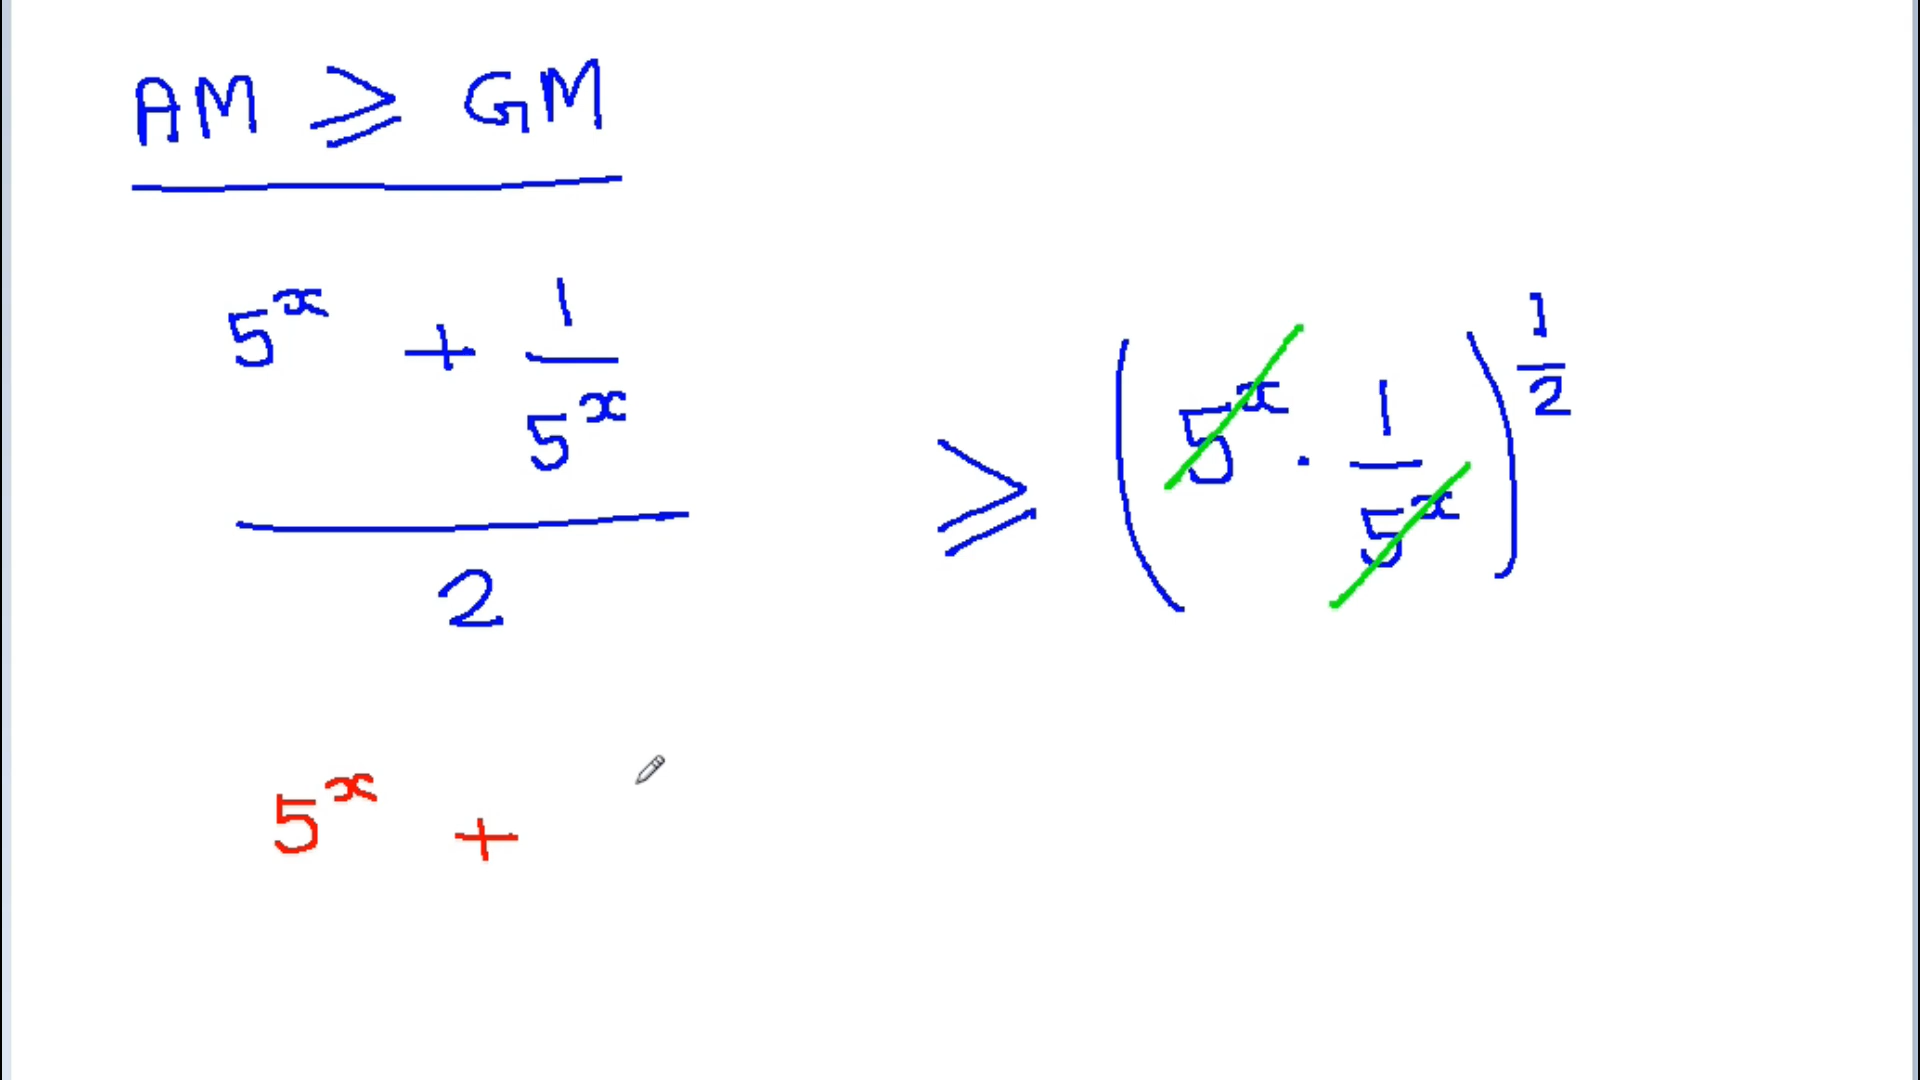 AM ≥ GM
(5^x + 1/5^x)/2 ≥ (5^x · 1/5^x)^(1/2)
5^x +